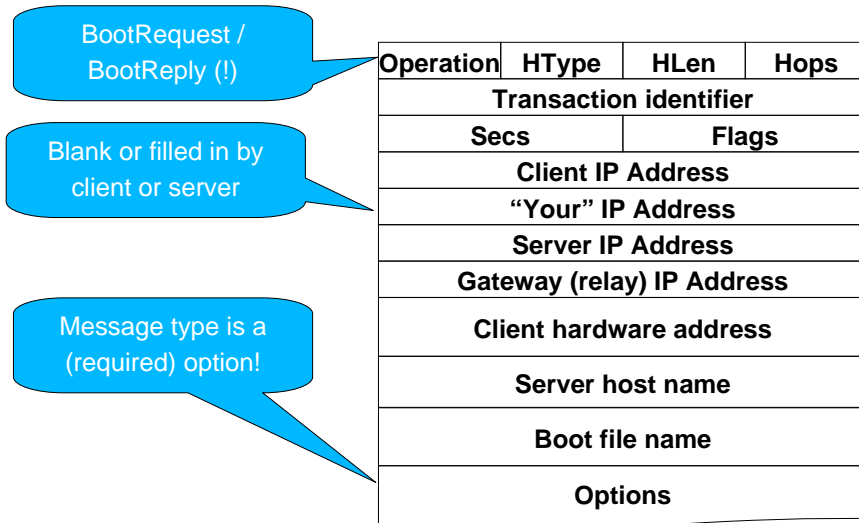 BootRequest /
BootReply (!)
Operation HType HLen Hops
Transaction identifier
Secs Flags
Blank or filled in by
client or server
Client IP Address
“Your” IP Address
Server IP Address
Gateway (relay) IP Address
Message type is a
(required) option!
Client hardware address
Server host name
Boot file name
Options